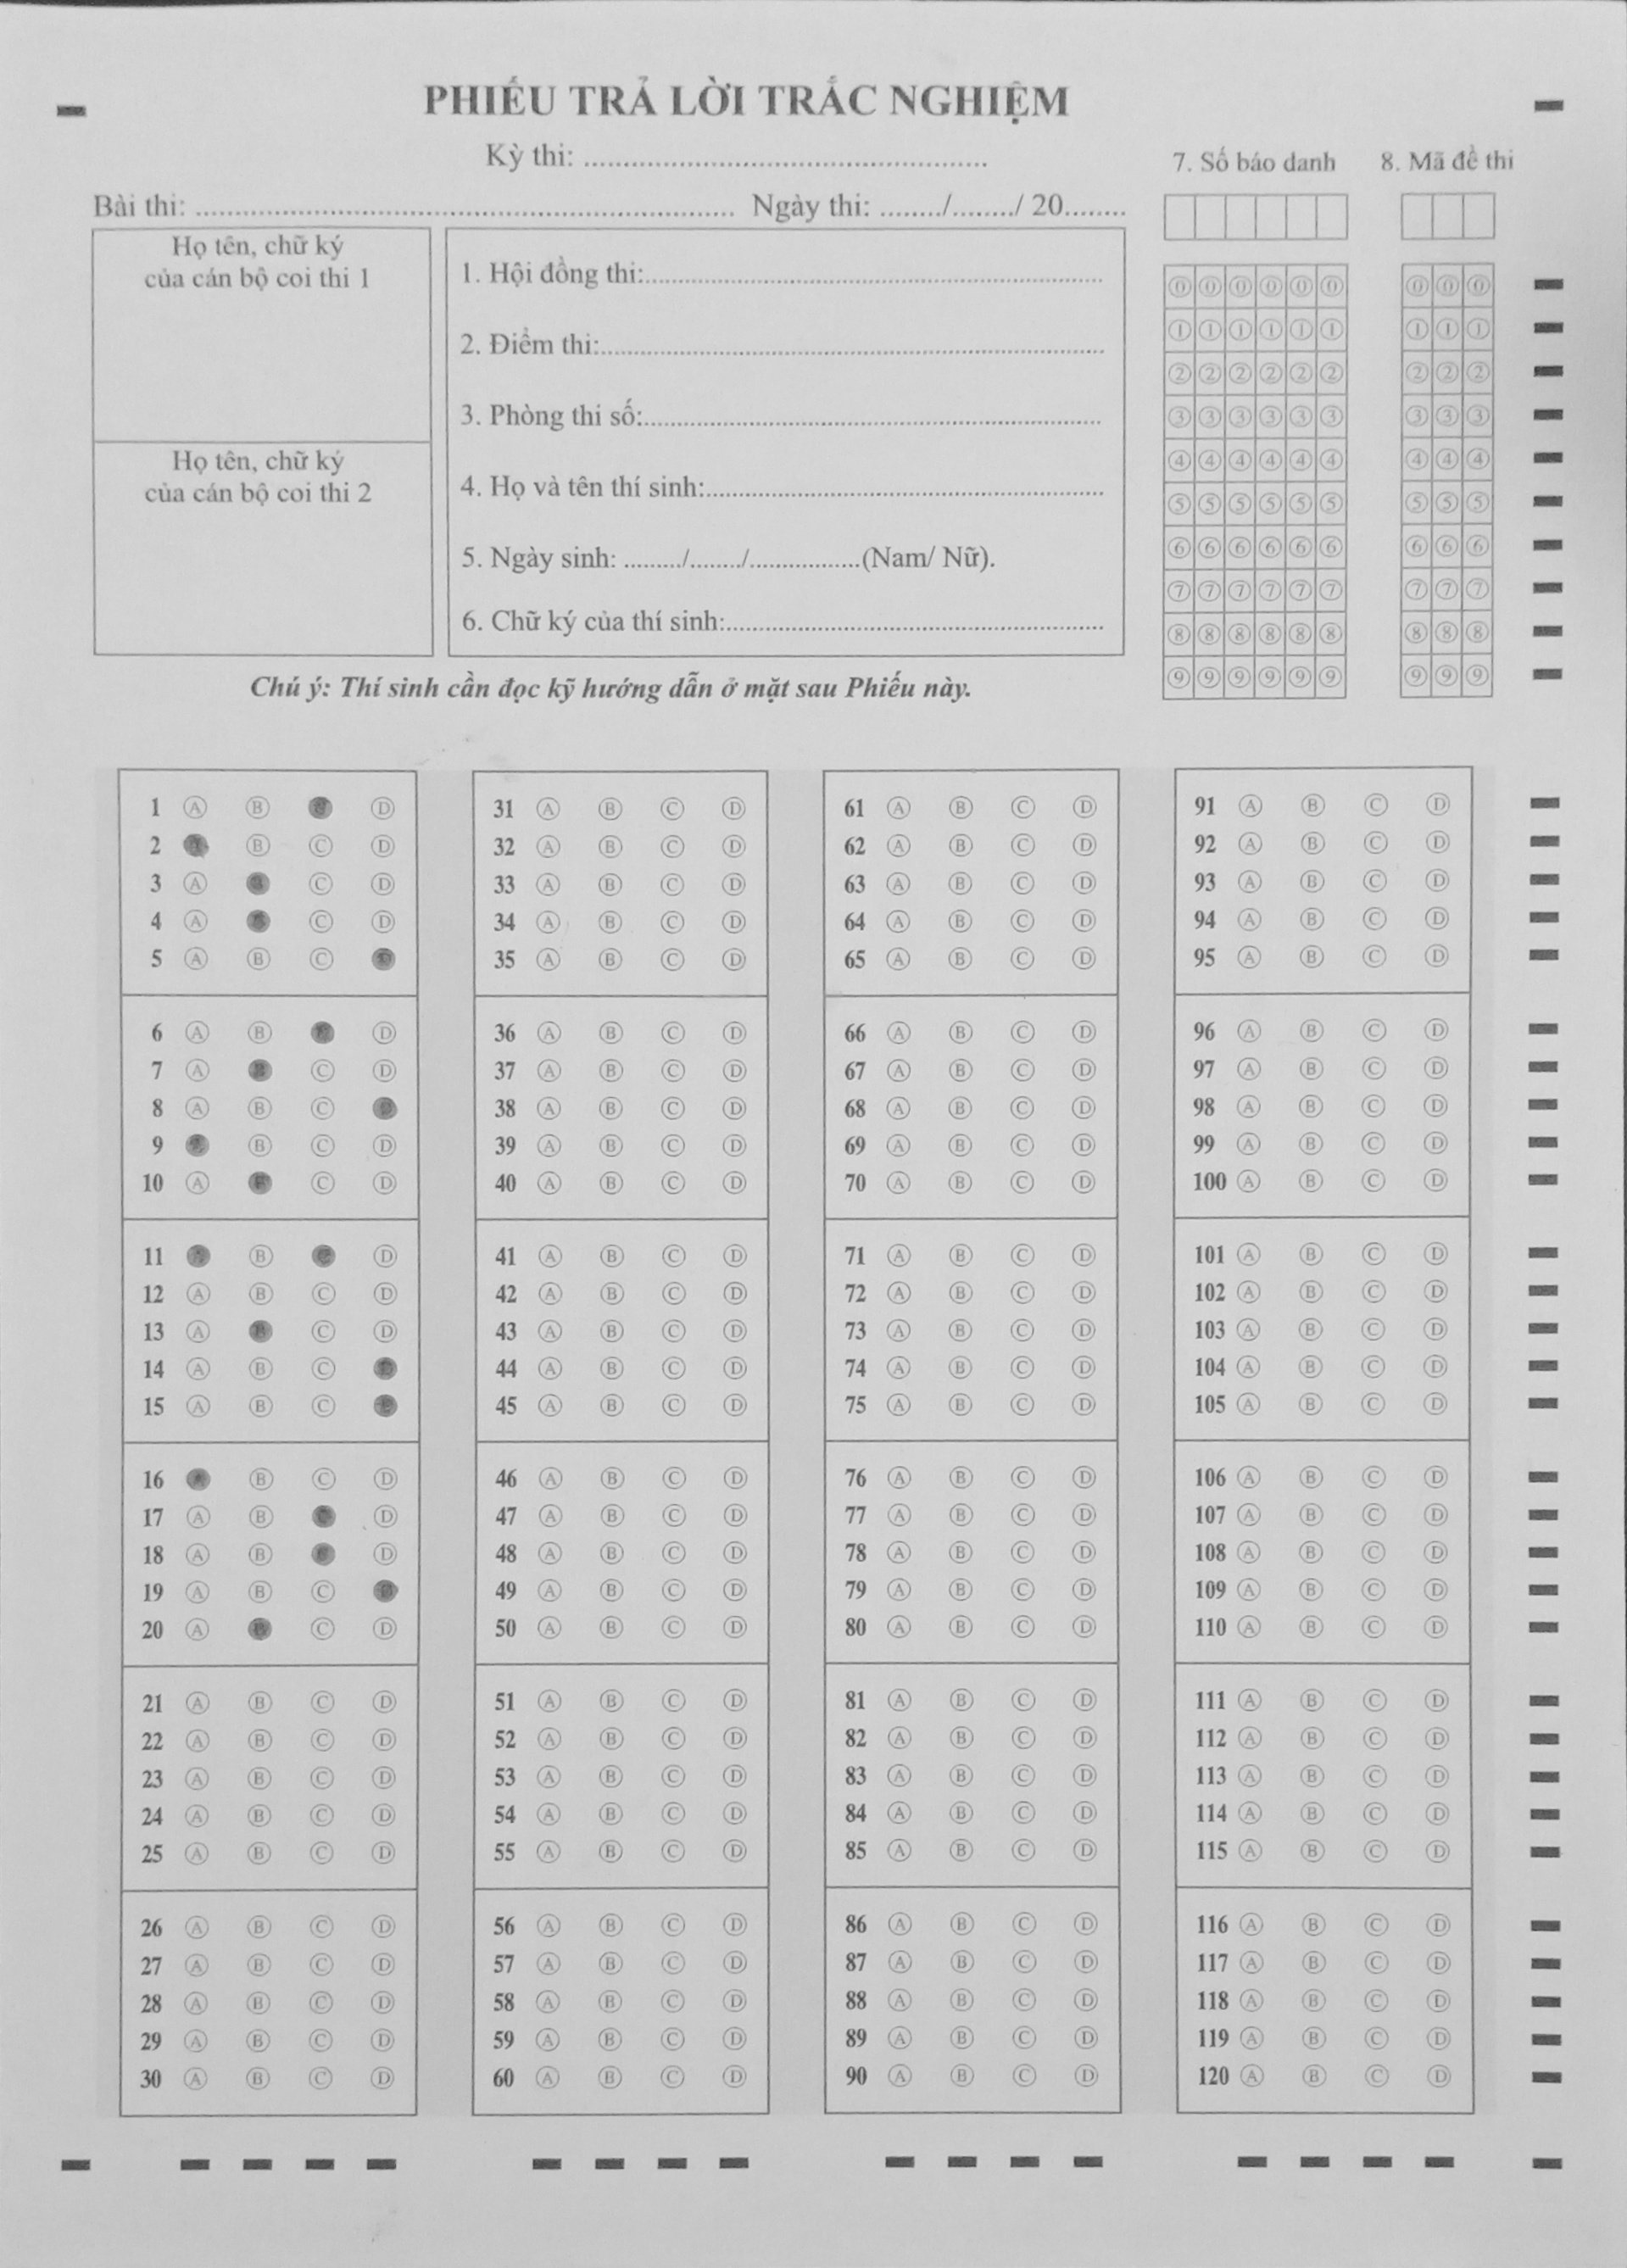 PHIẾU TRẢ LỜI TRẮC NGHIỆM
Kỳ thi: ..................................................
Bài thi: .................................................................. Ngày thi: ......../......../ 20........
7. Số báo danh 8. Mã đề thi
Họ tên, chữ ký
của cán bộ coi thi 1
Họ tên, chữ ký
của cán bộ coi thi 2
1. Hội đồng thi:.........................................................
2. Điểm thi:...............................................................
3. Phòng thi số:.........................................................
4. Họ và tên thí sinh:.................................................
5. Ngày sinh: ......../......../................(Nam/ Nữ).
6. Chữ ký của thí sinh:...............................................
0 0 0 0 0 0 0 0 0
1 1 1 1 1 1 1 1 1
2 2 2 2 2 2 2 2 2
3 3 3 3 3 3 3 3 3
4 4 4 4 4 4 4 4 4
5 5 5 5 5 5 5 5 5
6 6 6 6 6 6 6 6 6
7 7 7 7 7 7 7 7 7
8 8 8 8 8 8 8 8 8
9 9 9 9 9 9 9 9 9
Chú ý: Thí sinh cần đọc kỹ hướng dẫn ở mặt sau Phiếu này.
1 A B D
2 B C D
3 A C D
4 A C D
5 A B C D
6 A B D
7 A B C D
8 A B C
9 B C D
10 A C D
11 B D
12 A B C D
13 A B C D
14 A B C
15 A B C
16 B C D
17 A B D
18 A B D
19 A B C
20 A B C D
21 A B C D
22 A B C D
23 A B C D
24 A B C D
25 A B C D
26 A B C D
27 A B C D
28 A B C D
29 A B C D
30 A B C D
31 A B C D
32 A B C D
33 A B C D
34 A B C D
35 A B C D
36 A B C D
37 A B C D
38 A B C D
39 A B C D
40 A B C D
41 A B C D
42 A B C D
43 A B C D
44 A B C D
45 A B C D
46 A B C D
47 A B C D
48 A B C D
49 A B C D
50 A B C D
51 A B C D
52 A B C D
53 A B C D
54 A B C D
55 A B C D
56 A B C D
57 A B C D
58 A B C D
59 A B C D
60 A B C D
61 A B C D
62 A B C D
63 A B C D
64 A B C D
65 A B C D
66 A B C D
67 A B C D
68 A B C D
69 A B C D
70 A B C D
71 A B C D
72 A B C D
73 A B C D
74 A B C D
75 A B C D
76 A B C D
77 A B C D
78 A B C D
79 A B C D
80 A B C D
81 A B C D
82 A B C D
83 A B C D
84 A B C D
85 A B C D
86 A B C D
87 A B C D
88 A B C D
89 A B C D
90 A B C D
91 A B C D
92 A B C D
93 A B C D
94 A B C D
95 A B C D
96 A B C D
97 A B C D
98 A B C D
99 A B C D
100 A B C D
101 A B C D
102 A B C D
103 A B C D
104 A B C D
105 A B C D
106 A B C D
107 A B C D
108 A B C D
109 A B C D
110 A B C D
111 A B C D
112 A B C D
113 A B C D
114 A B C D
115 A B C D
116 A B C D
117 A B C D
118 A B C D
119 A B C D
120 A B C D